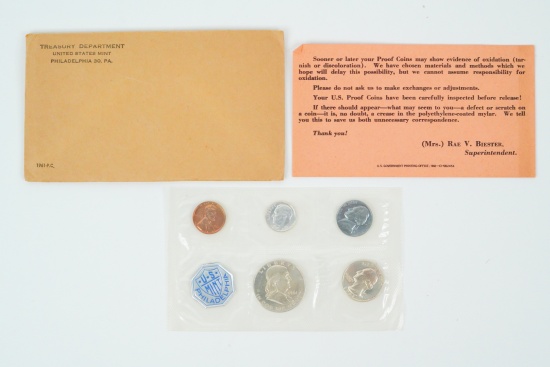 TREASURY DEPARTMENT
UNITED STATES MINT
PHILADELPHIA 30, PA.
Sooner or later your Proof Coins may show evidence of oxidation (tar-
nish or discoloration). We have chosen materials and methods which we
hope will delay this possibility, but we cannot assume responsibility for
oxidation.
Please do not ask us to make exchanges or adjustments.
Your U.S. Proof Coins have been carefully inspected before release!
If there should appear—what may seem to you—a defect or scratch on
a coin—it is, no doubt, a crease in the polyethylene-coated mylar. We tell
you this to save us both unnecessary correspondence.
Thank you!
(Mrs.) RAE V. BIESTER,
Superintendent.
U.S. GOVERNMENT PRINTING OFFICE
U·S·
MINT
PHILADELPHIA